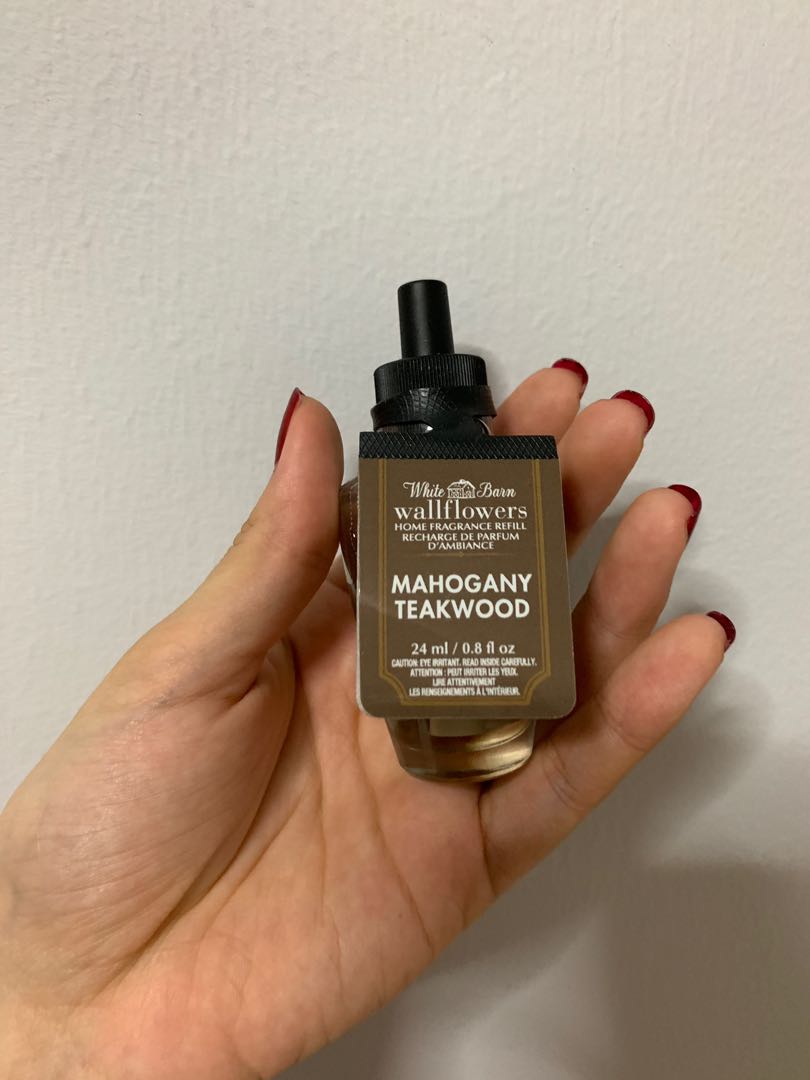 White Barn
wallflowers
HOME FRAGRANCE REFILL
RECHARGE DE PARFUM
D'AMBIANCE
MAHOGANY
TEAKWOOD
24 ml / 0.8 fl oz
CAUTION: EYE IRRITANT. READ INSIDE CAREFULLY.
ATTENTION : PEUT IRRITER LES YEUX.
LIRE ATTENTIVEMENT
LES RENSEIGNEMENTS À L'INTÉRIEUR.